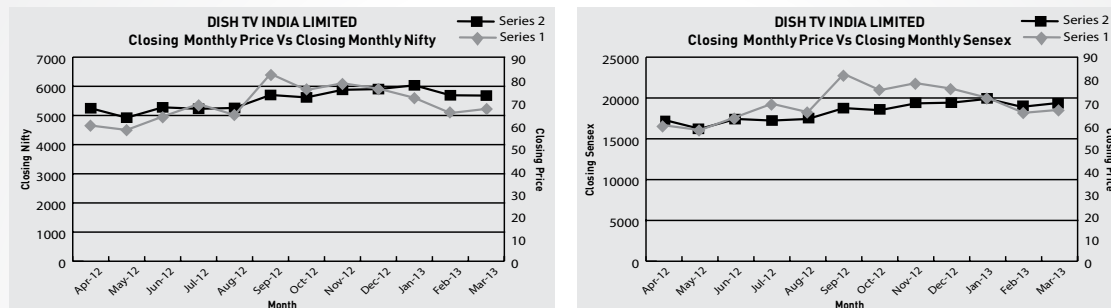 DISH TV INDIA LIMITED
Closing Monthly Price Vs Closing Monthly Nifty
Series 2
Series 1
7000
6000
5000
4000
3000
2000
1000
0
Closing Nifty
90
80
70
60
50
40
30
20
10
0
Closing Price
Apr-12
May-12
Jun-12
Jul-12
Aug-12
Sep-12
Oct-12
Nov-12
Dec-12
Jan-13
Feb-13
Mar-13
Month
DISH TV INDIA LIMITED
Closing Monthly Price Vs Closing Monthly Sensex
Series 2
Series 1
25000
20000
15000
10000
5000
0
Closing Sensex
90
80
70
60
50
40
30
20
10
0
Closing Price
Apr-12
May-12
Jun-12
Jul-12
Aug-12
Sep-12
Oct-12
Nov-12
Dec-12
Jan-13
Feb-13
Mar-13
Month